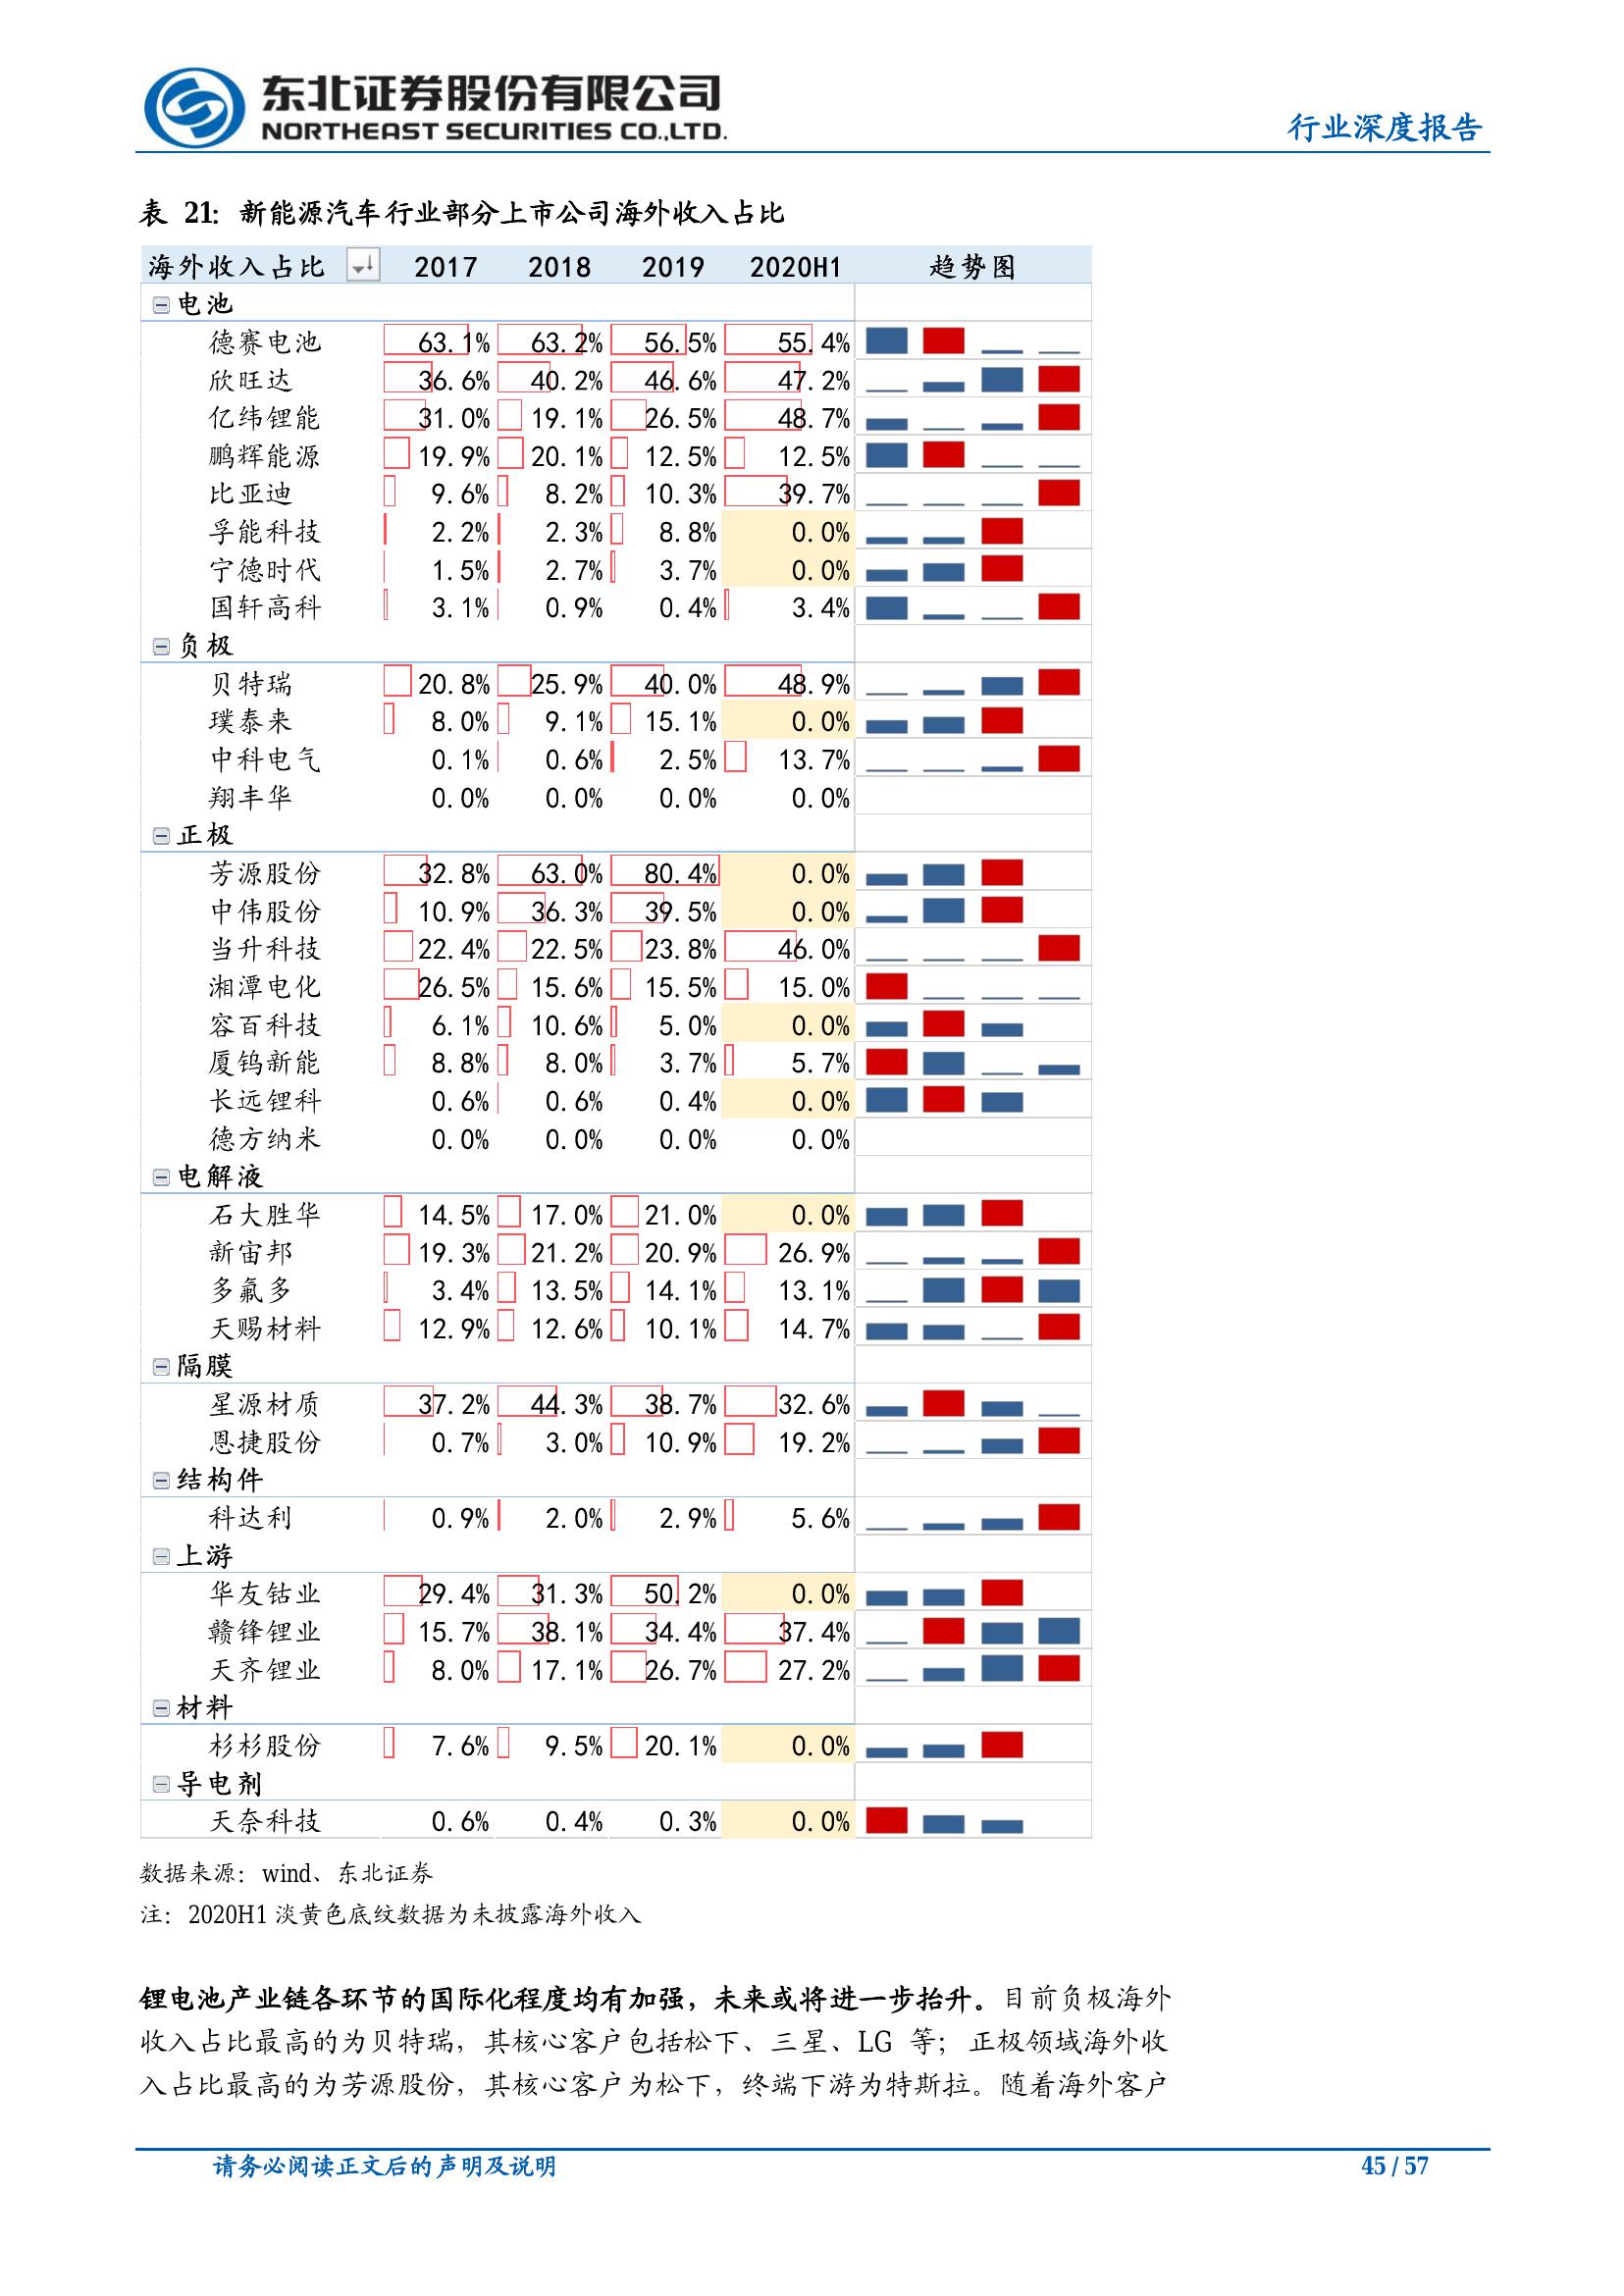 东北证券股份有限公司
NORTHEAST SECURITIES CO.,LTD.
行业深度报告
表 21：新能源汽车行业部分上市公司海外收入占比
海外收入占比 2017 2018 2019 2020H1 趋势图
电池
德赛电池 63.1% 63.2% 56.5% 55.4%
欣旺达 36.6% 40.2% 46.6% 47.2%
亿纬锂能 31.0% 19.1% 26.5% 48.7%
鹏辉能源 19.9% 20.1% 12.5% 12.5%
比亚迪 9.6% 8.2% 10.3% 39.7%
孚能科技 2.2% 2.3% 8.8% 0.0%
宁德时代 1.5% 2.7% 3.7% 0.0%
国轩高科 3.1% 0.9% 0.4% 3.4%
负极
贝特瑞 20.8% 25.9% 40.0% 48.9%
璞泰来 8.0% 9.1% 15.1% 0.0%
中科电气 0.1% 0.6% 2.5% 13.7%
翔丰华 0.0% 0.0% 0.0% 0.0%
正极
芳源股份 32.8% 63.0% 80.4% 0.0%
中伟股份 10.9% 36.3% 39.5% 0.0%
当升科技 22.4% 22.5% 23.8% 46.0%
湘潭电化 26.5% 15.6% 15.5% 15.0%
容百科技 6.1% 10.6% 5.0% 0.0%
厦钨新能 8.8% 8.0% 3.7% 5.7%
长远锂科 0.6% 0.6% 0.4% 0.0%
德方纳米 0.0% 0.0% 0.0% 0.0%
电解液
石大胜华 14.5% 17.0% 21.0% 0.0%
新宙邦 19.3% 21.2% 20.9% 26.9%
多氟多 3.4% 13.5% 14.1% 13.1%
天赐材料 12.9% 12.6% 10.1% 14.7%
隔膜
星源材质 37.2% 44.3% 38.7% 32.6%
恩捷股份 0.7% 3.0% 10.9% 19.2%
结构件
科达利 0.9% 2.0% 2.9% 5.6%
上游
华友钴业 29.4% 31.3% 50.2% 0.0%
赣锋锂业 15.7% 38.1% 34.4% 37.4%
天齐锂业 8.0% 17.1% 26.7% 27.2%
材料
杉杉股份 7.6% 9.5% 20.1% 0.0%
导电剂
天奈科技 0.6% 0.4% 0.3% 0.0%
数据来源：wind、东北证券
注：2020H1 淡黄色底纹数据为未披露海外收入
锂电池产业链各环节的国际化程度均有加强，未来或将进一步抬升。目前负极海外
收入占比最高的为贝特瑞，其核心客户包括松下、三星、LG 等；正极领域海外收
入占比最高的为芳源股份，其核心客户为松下，终端下游为特斯拉。随着海外客户
请务必阅读正文后的声明及说明
45 / 57